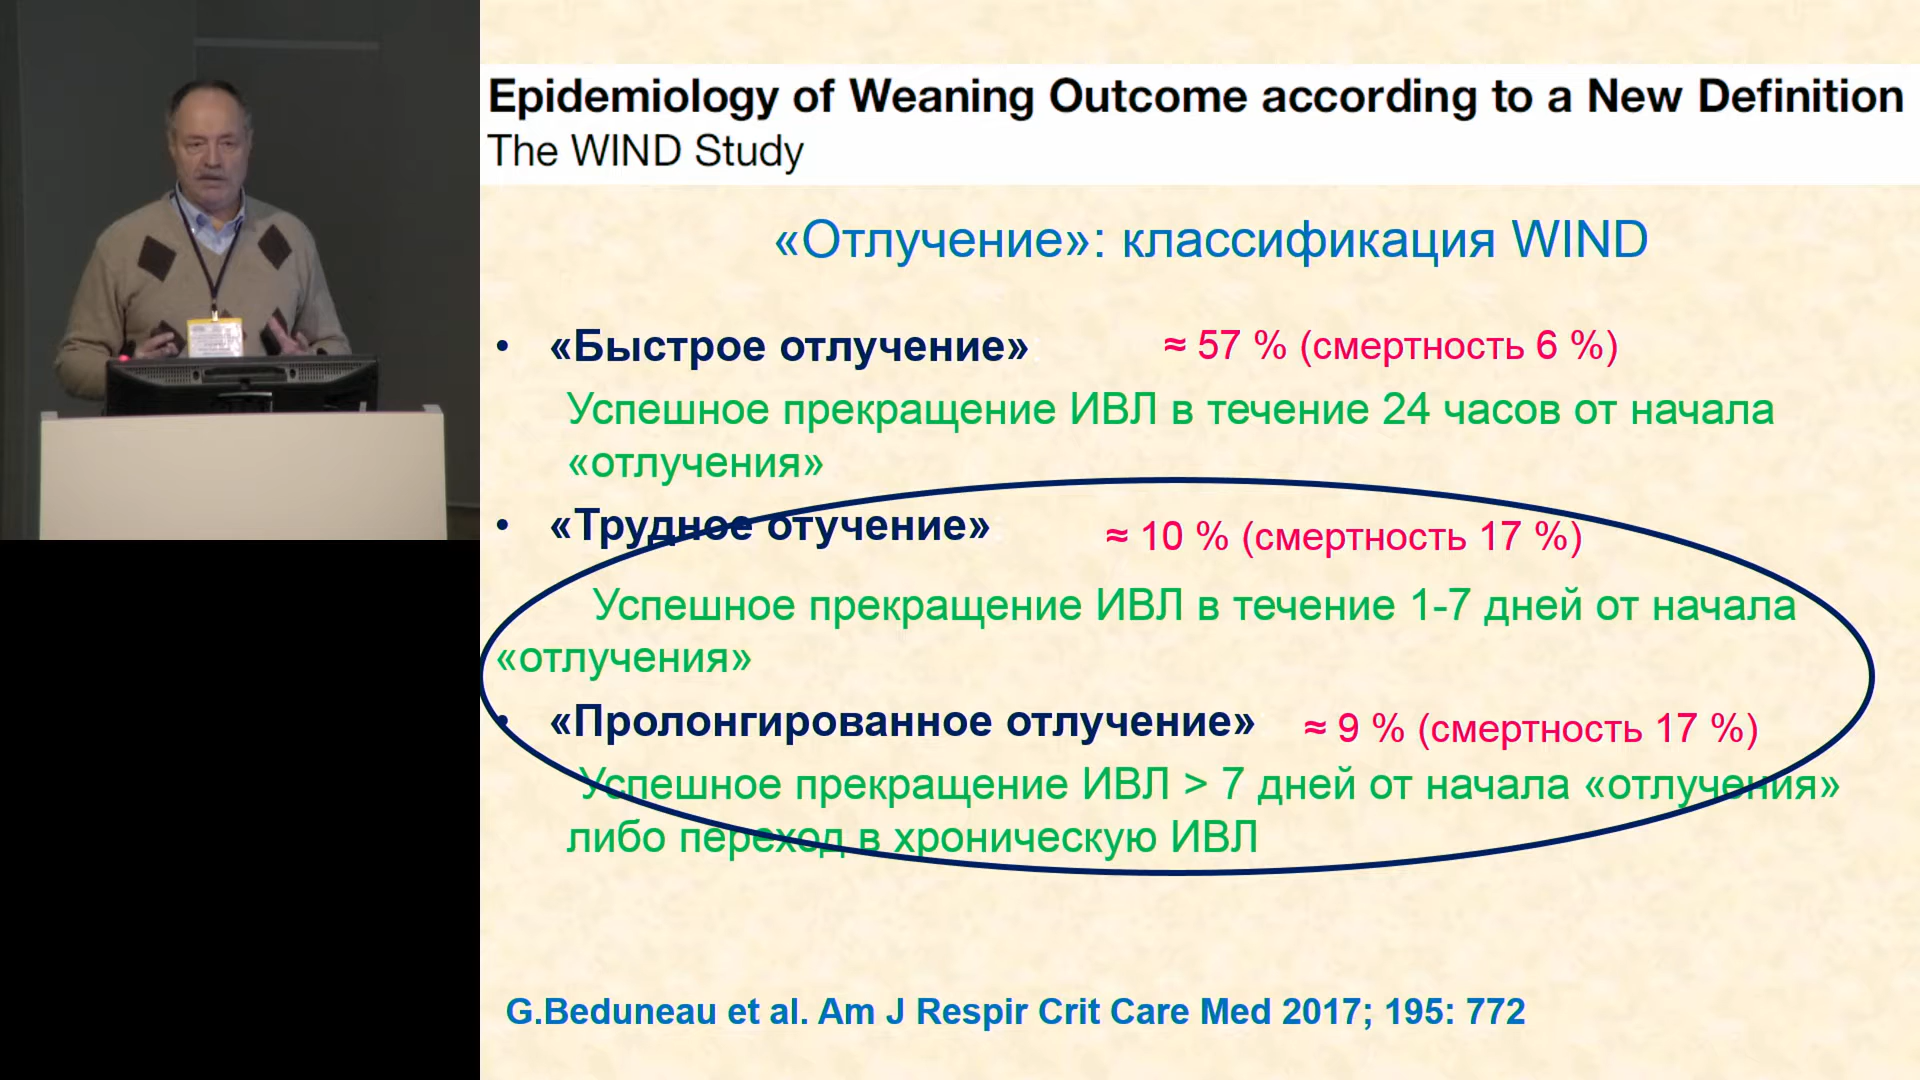 Epidemiology of Weaning Outcome according to a New Definition
The WIND Study
«Отлучение»: классификация WIND
• «Быстрое отлучение» ≈ 57 % (смертность 6 %)
Успешное прекращение ИВЛ в течение 24 часов от начала
«отлучения»
• «Трудное отучение» ≈ 10 % (смертность 17 %)
Успешное прекращение ИВЛ в течение 1-7 дней от начала
«отлучения»
• «Пролонгированное отлучение» ≈ 9 % (смертность 17 %)
Успешное прекращение ИВЛ > 7 дней от начала «отлучения»
либо переход в хроническую ИВЛ
G.Beduneau et al. Am J Respir Crit Care Med 2017; 195: 772